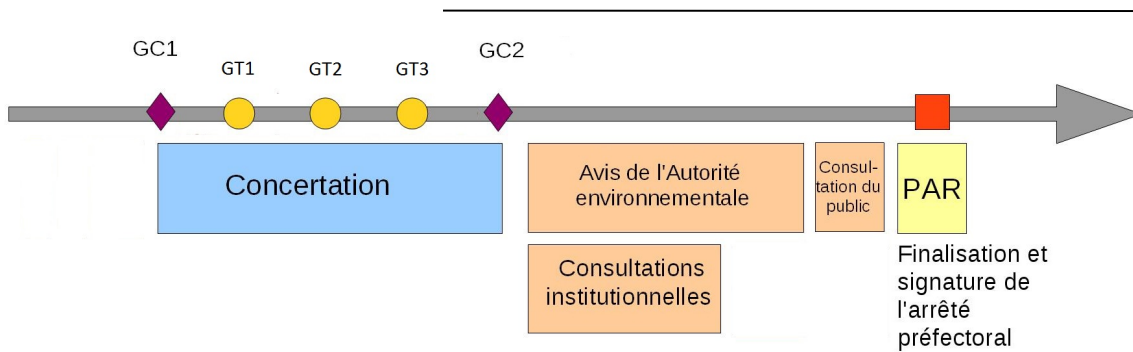 GC1
GT1
GT2
GT3
GC2
Concertation
Avis de l'Autorité
environnementale
Consul-
tation du
public
PAR
Consultations
institutionnelles
Finalisation et
signature de
l'arrêté
préfectoral